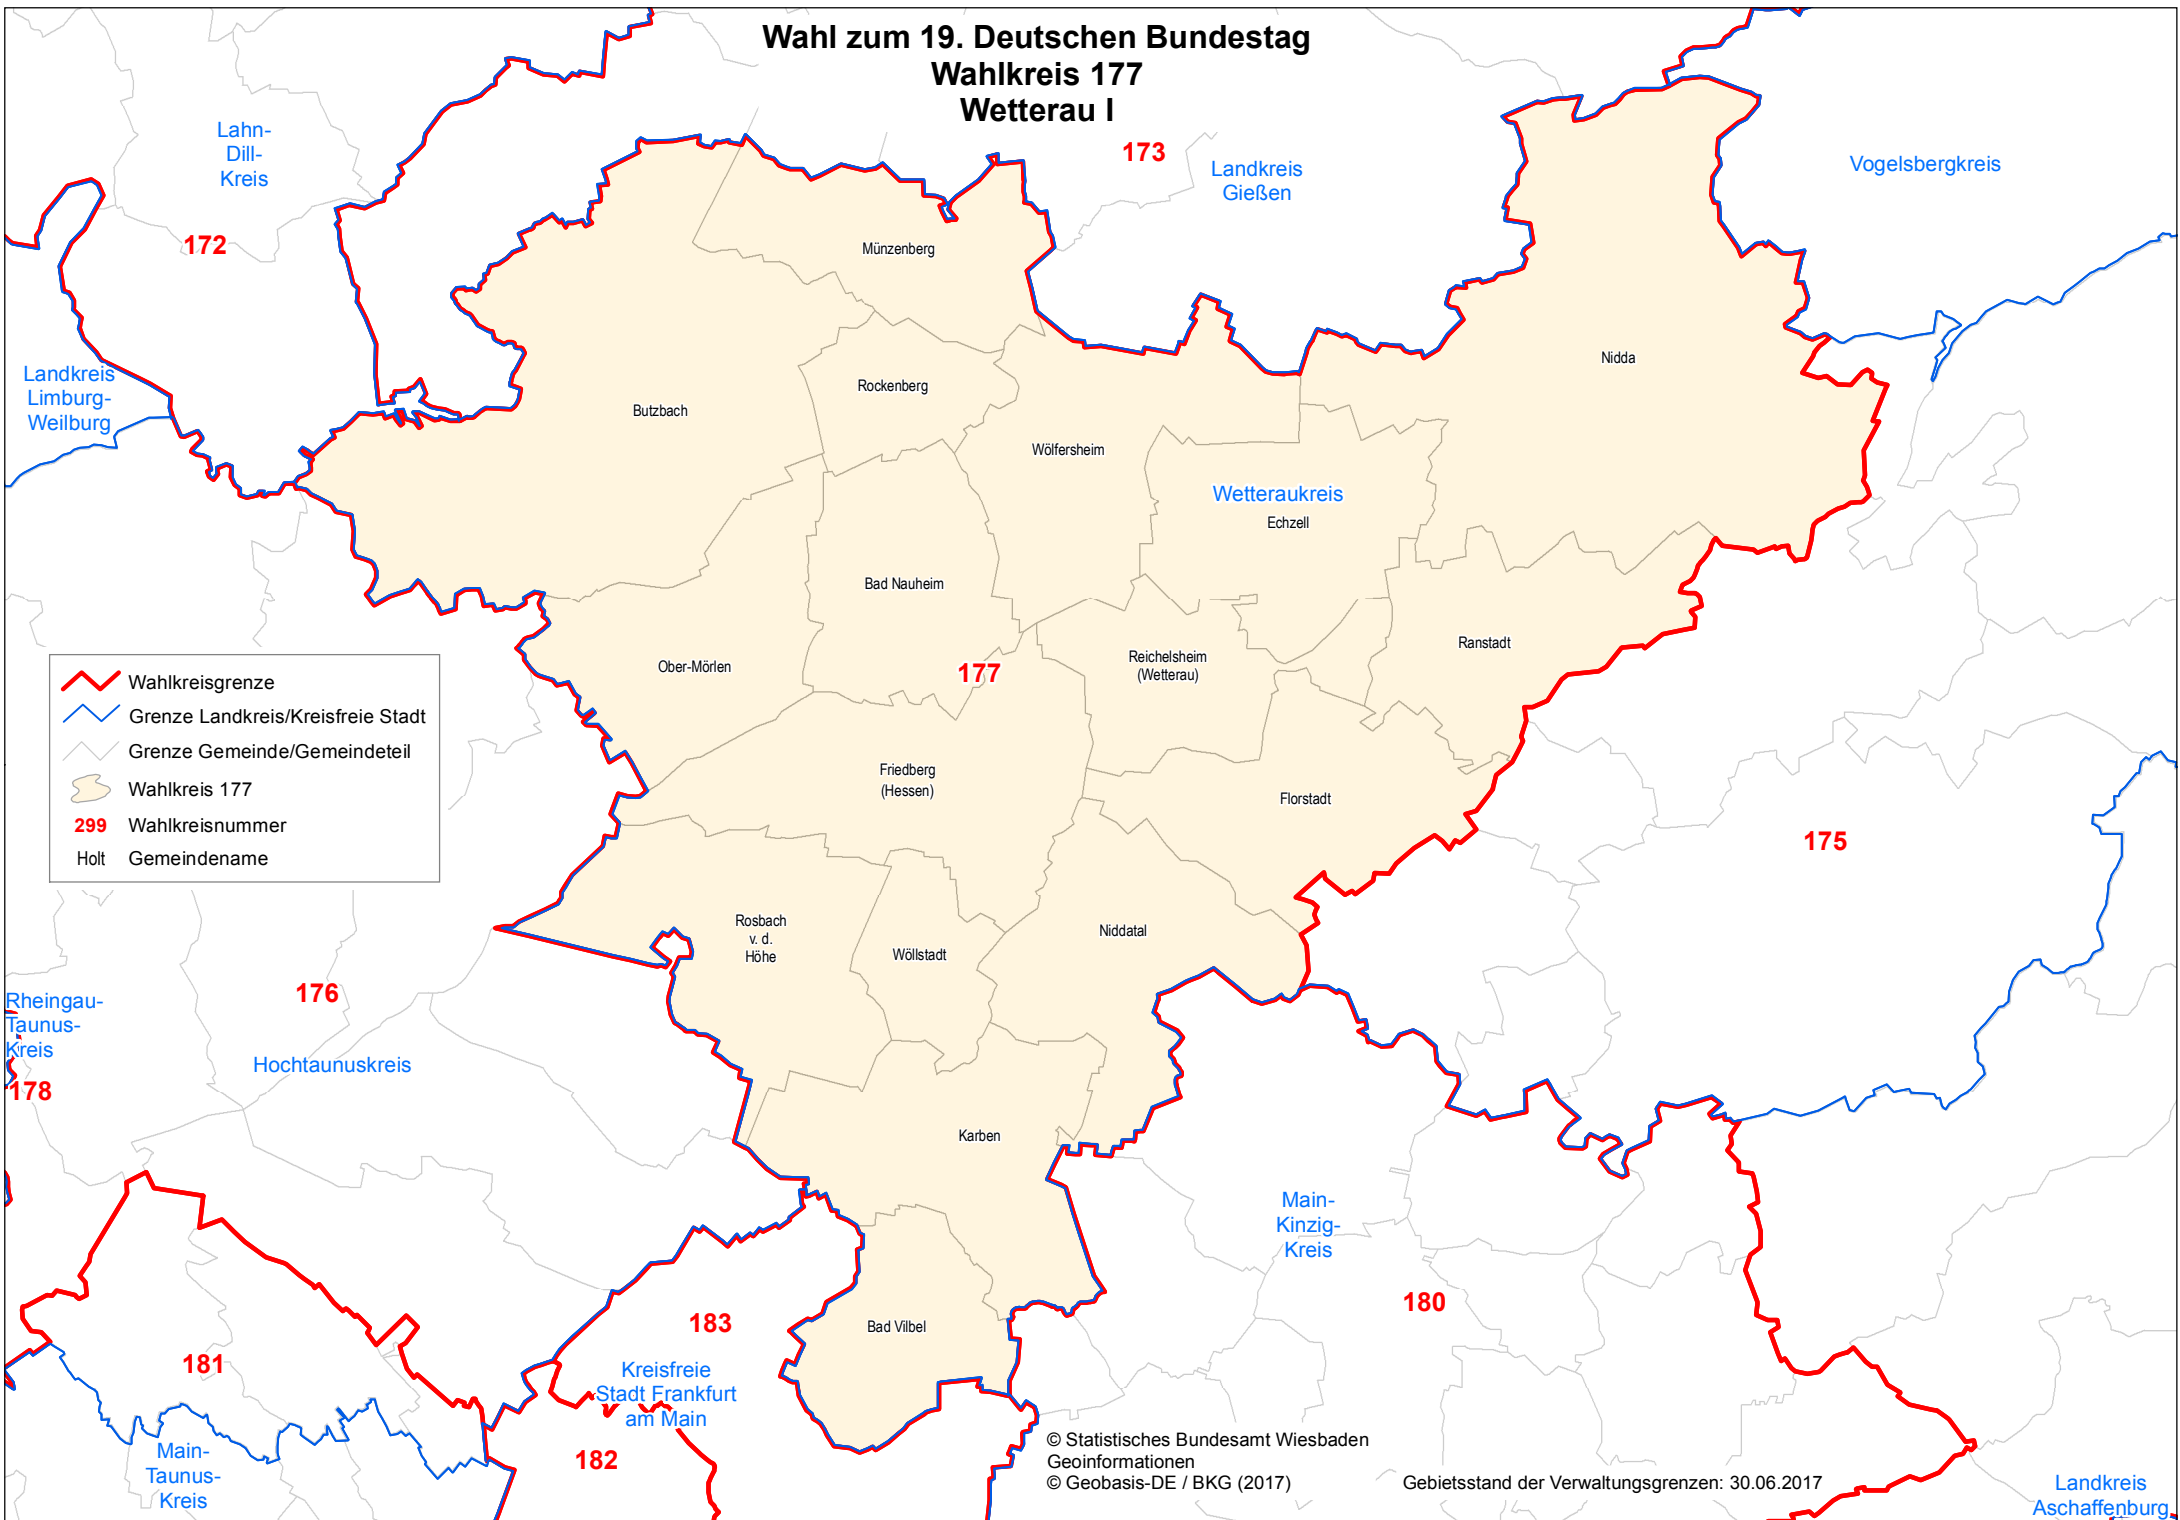 Wahl zum 19. Deutschen Bundestag
Wahlkreis 177
Wetterau I
Lahn-
Dill-
Kreis
172
173
Landkreis
Gießen
Vogelsbergkreis
Münzenberg
Landkreis
Limburg-
Weilburg
Butzbach
Rockenberg
Wölfersheim
Nidda
Wetteraukreis
Echzell
Bad Nauheim
Ober-Mörlen
177
Reichelsheim
(Wetterau)
Ranstadt
Wahlkreisgrenze
Grenze Landkreis/Kreisfreie Stadt
Grenze Gemeinde/Gemeindeteil
Wahlkreis 177
299 Wahlkreisnummer
Holt Gemeindename
Friedberg
(Hessen)
Florstadt
175
Rosbach
v. d.
Höhe
Wöllstadt
Niddatal
176
Rheingau-
Taunus-
Kreis
178
Hochtaunuskreis
Karben
Main-
Kinzig-
Kreis
180
183
Bad Vilbel
181
Kreisfreie
Stadt Frankfurt
am Main
182
Main-
Taunus-
Kreis
© Statistisches Bundesamt Wiesbaden
Geoinformationen
© Geobasis-DE / BKG (2017)
Gebietsstand der Verwaltungsgrenzen: 30.06.2017
Landkreis
Aschaffenburg